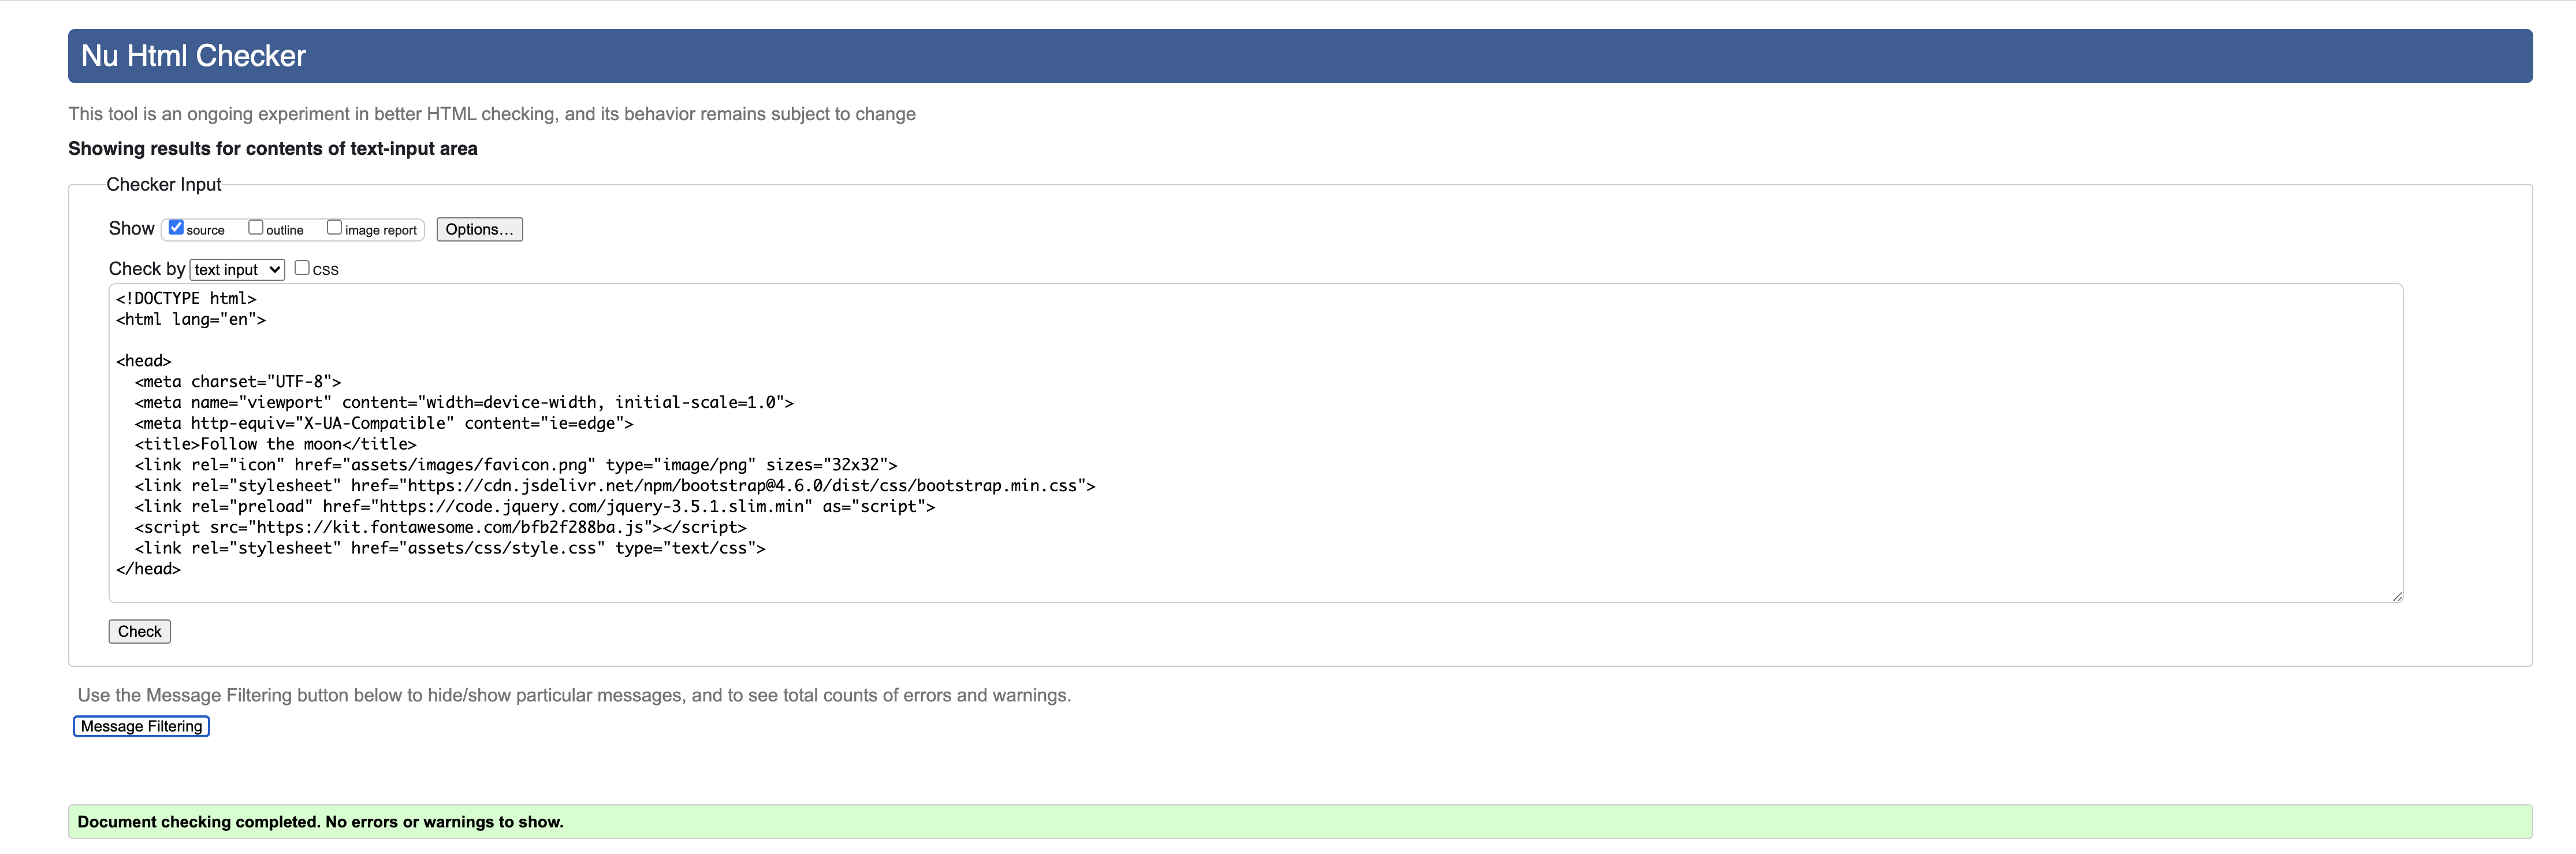 Nu Html Checker
This tool is an ongoing experiment in better HTML checking, and its behavior remains subject to change
Showing results for contents of text-input area
Checker Input
Show source outline image report Options...
Check by text input CSS
<!DOCTYPE html>
<html lang="en">
<head>
<meta charset="UTF-8">
<meta name="viewport" content="width=device-width, initial-scale=1.0">
<meta http-equiv="X-UA-Compatible" content="ie=edge">
<title>Follow the moon</title>
<link rel="icon" href="assets/images/favicon.png" type="image/png" sizes="32x32">
<link rel="stylesheet" href="https://cdn.jsdelivr.net/npm/bootstrap@4.6.0/dist/css/bootstrap.min.css">
<link rel="preload" href="https://code.jquery.com/jquery-3.5.1.slim.min" as="script">
<script src="https://kit.fontawesome.com/bfb2f288ba.js"></script>
<link rel="stylesheet" href="assets/css/style.css" type="text/css">
</head>
Check
Use the Message Filtering button below to hide/show particular messages, and to see total counts of errors and warnings.
Message Filtering
Document checking completed. No errors or warnings to show.